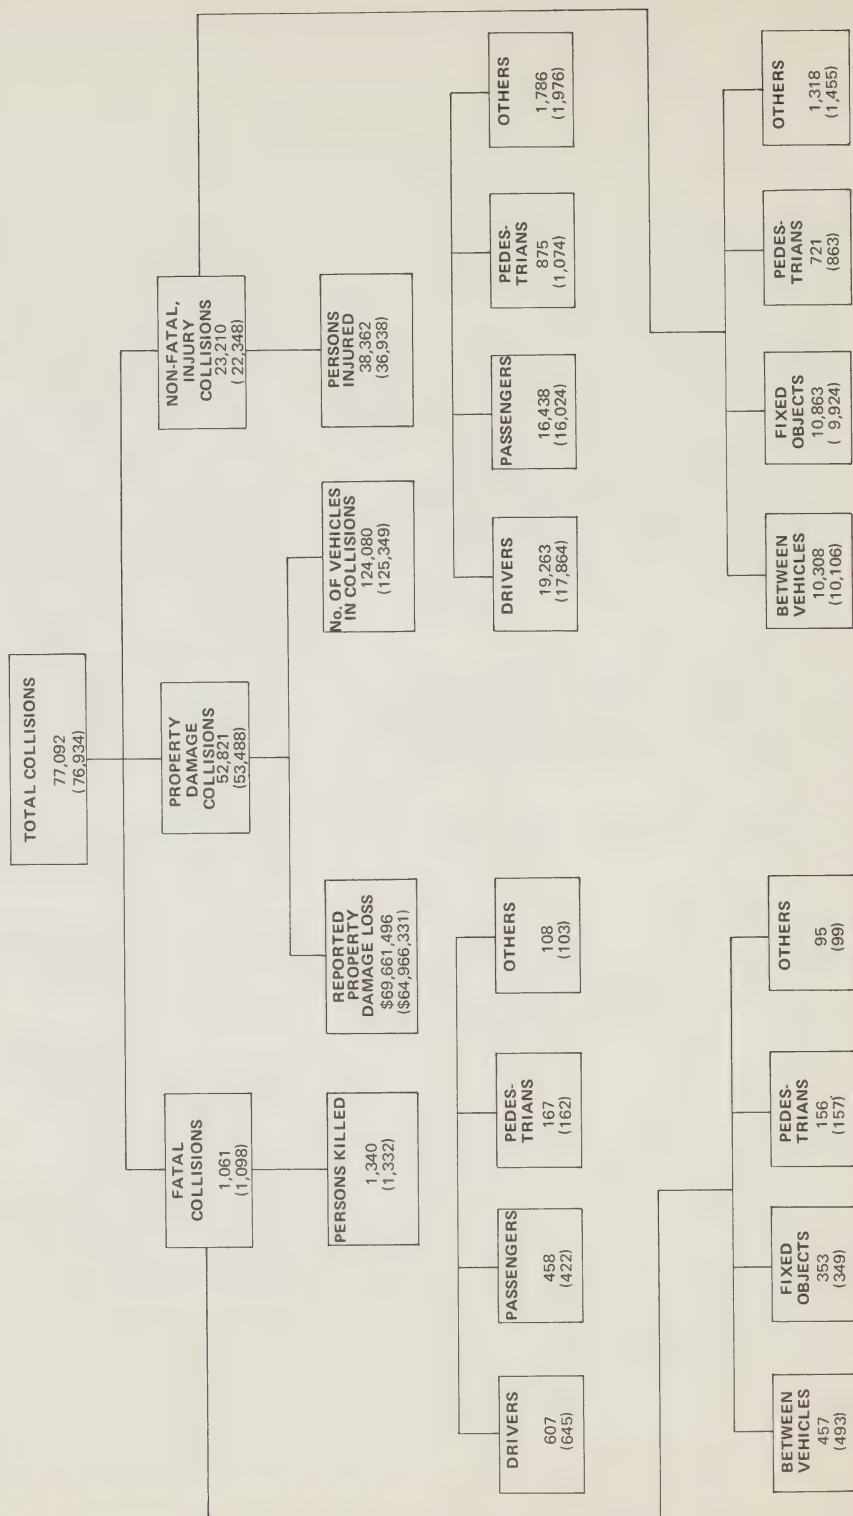 TOTAL COLLISIONS
77,092
(76,934)
FATAL
COLLISIONS
1,061
(1,098)
PROPERTY
DAMAGE
COLLISIONS
52,821
(53,488)
NON-FATAL,
INJURY
COLLISIONS
23,210
( 22,348)
PERSONS KILLED
1,340
(1,332)
REPORTED
PROPERTY
DAMAGE LOSS
$69,661,496
($64,966,331)
No. OF VEHICLES
IN COLLISIONS
124,080
(125,349)
PERSONS
INJURED
38,362
(36,938)
DRIVERS
607
(645)
PASSENGERS
458
(422)
PEDES-
TRIANS
167
(162)
OTHERS
108
(103)
DRIVERS
19,263
(17,864)
PASSENGERS
16,438
(16,024)
PEDES-
TRIANS
875
(1,074)
OTHERS
1,786
(1,976)
BETWEEN
VEHICLES
457
(493)
FIXED
OBJECTS
353
(349)
PEDES-
TRIANS
156
(157)
OTHERS
95
(99)
BETWEEN
VEHICLES
10,308
(10,106)
FIXED
OBJECTS
10,863
( 9,924)
PEDES-
TRIANS
721
(863)
OTHERS
1,318
(1,455)